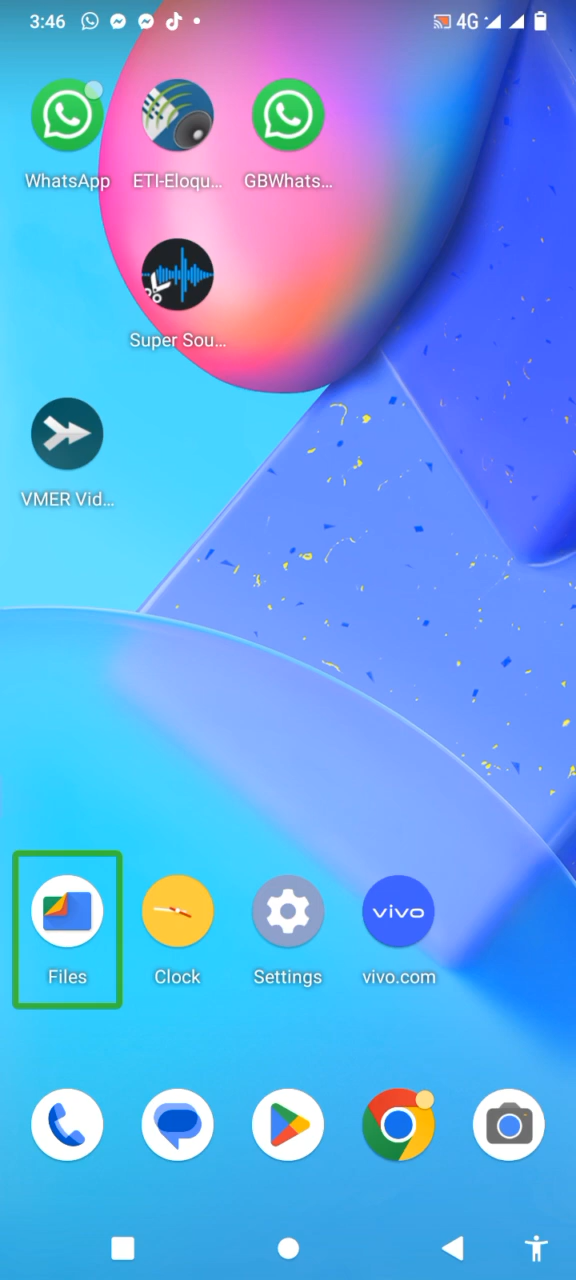 3:46 4G
WhatsApp ETI-Eloqu... GBWhats...
Super Sou...
VMER Vid...
vivo
Files Clock Settings vivo.com